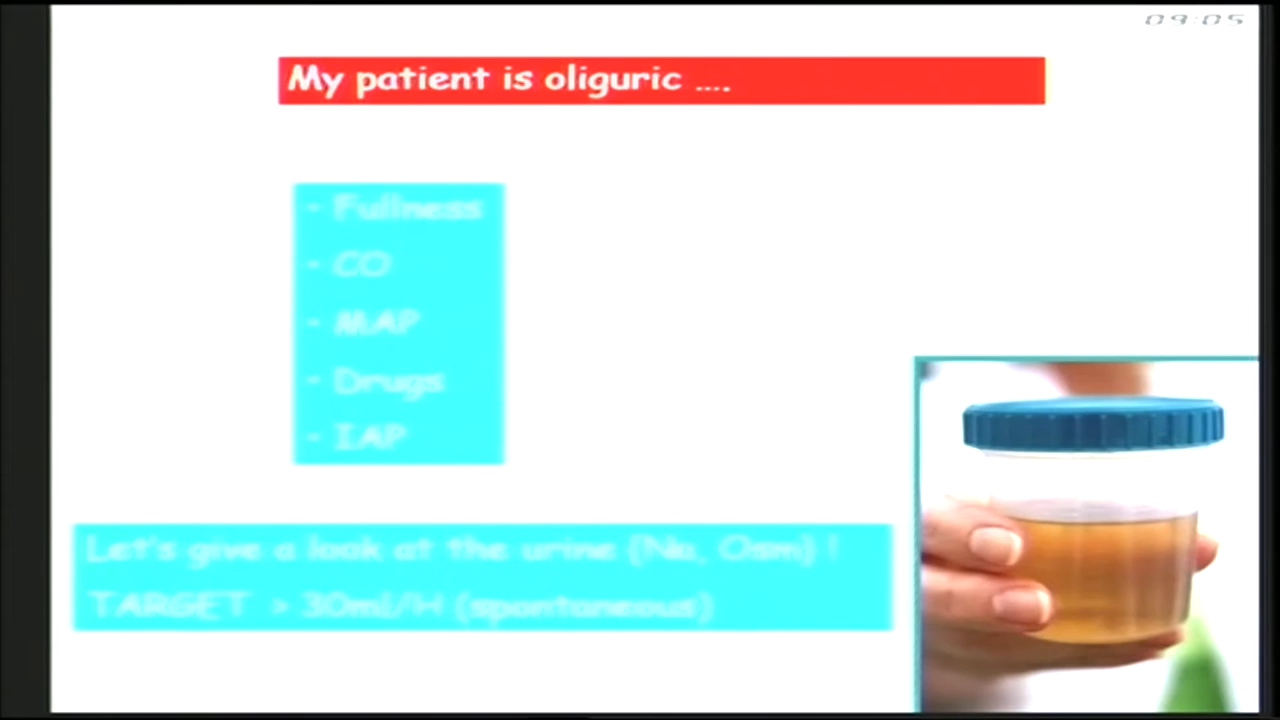 09:05
My patient is oliguric ....
- Fullness
- CO
- MAP
- Drugs
- IAP
Let's give a look at the urine (Na, Osm) !
TARGET > 30ml/H (spontaneous)